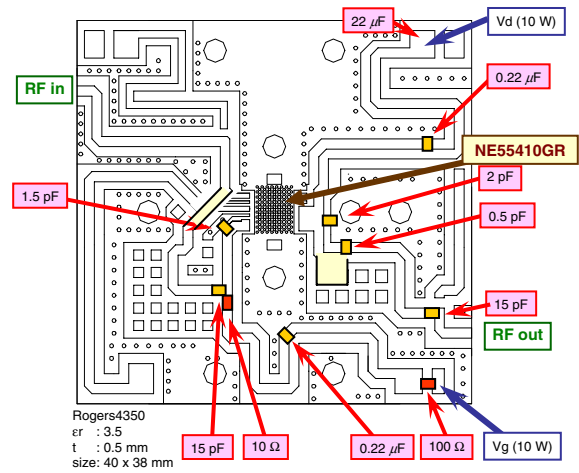 22 μF
Vd (10 W)
0.22 μF
RF in
NE55410GR
2 pF
1.5 pF
0.5 pF
15 pF
RF out
Rogers4350
εr : 3.5
t : 0.5 mm
size: 40 x 38 mm
15 pF
10 Ω
0.22 μF
100 Ω
Vg (10 W)